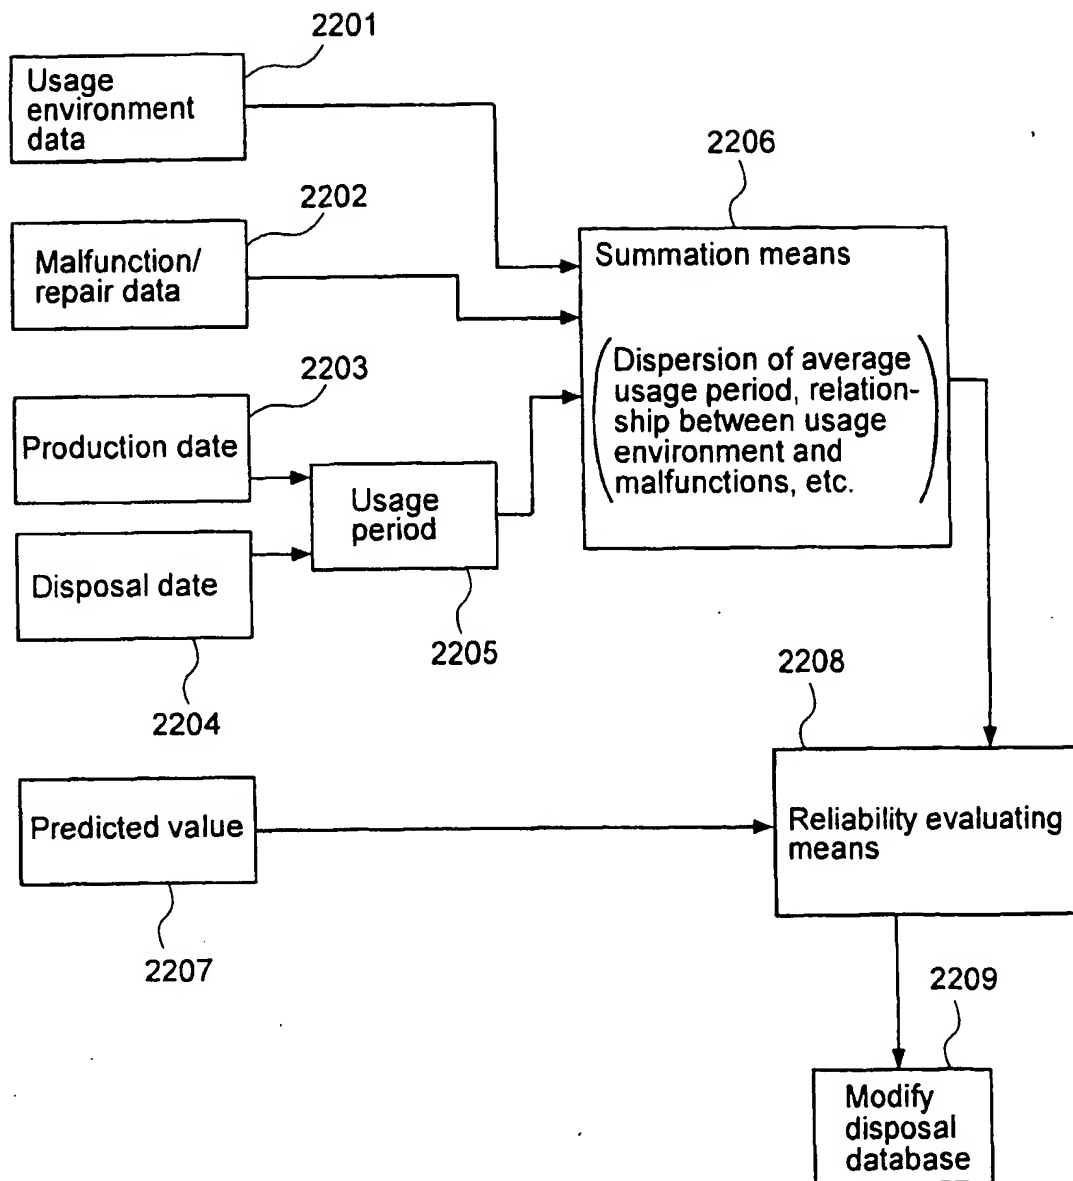 2201
Usage
environment
data
2202
Malfunction/
repair data
2203
Production date
Disposal date
2204
Usage
period
2205
2206
Summation means
Dispersion of average
usage period, relation-
ship between usage
environment and
malfunctions, etc.
2207
Predicted value
2208
Reliability evaluating
means
2209
Modify
disposal
database